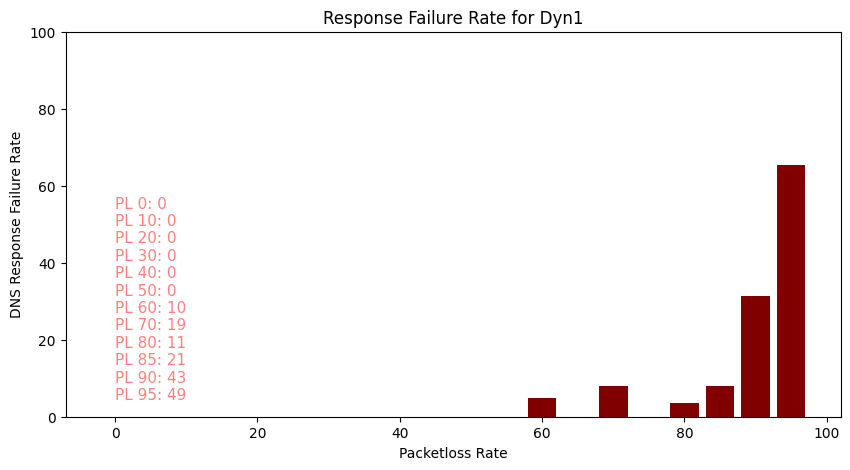 Response Failure Rate for Dyn1
100
80
60
40
20
0
DNS Response Failure Rate
PL 0: 0
PL 10: 0
PL 20: 0
PL 30: 0
PL 40: 0
PL 50: 0
PL 60: 10
PL 70: 19
PL 80: 11
PL 85: 21
PL 90: 43
PL 95: 49
0 20 40 60 80 100
Packetloss Rate